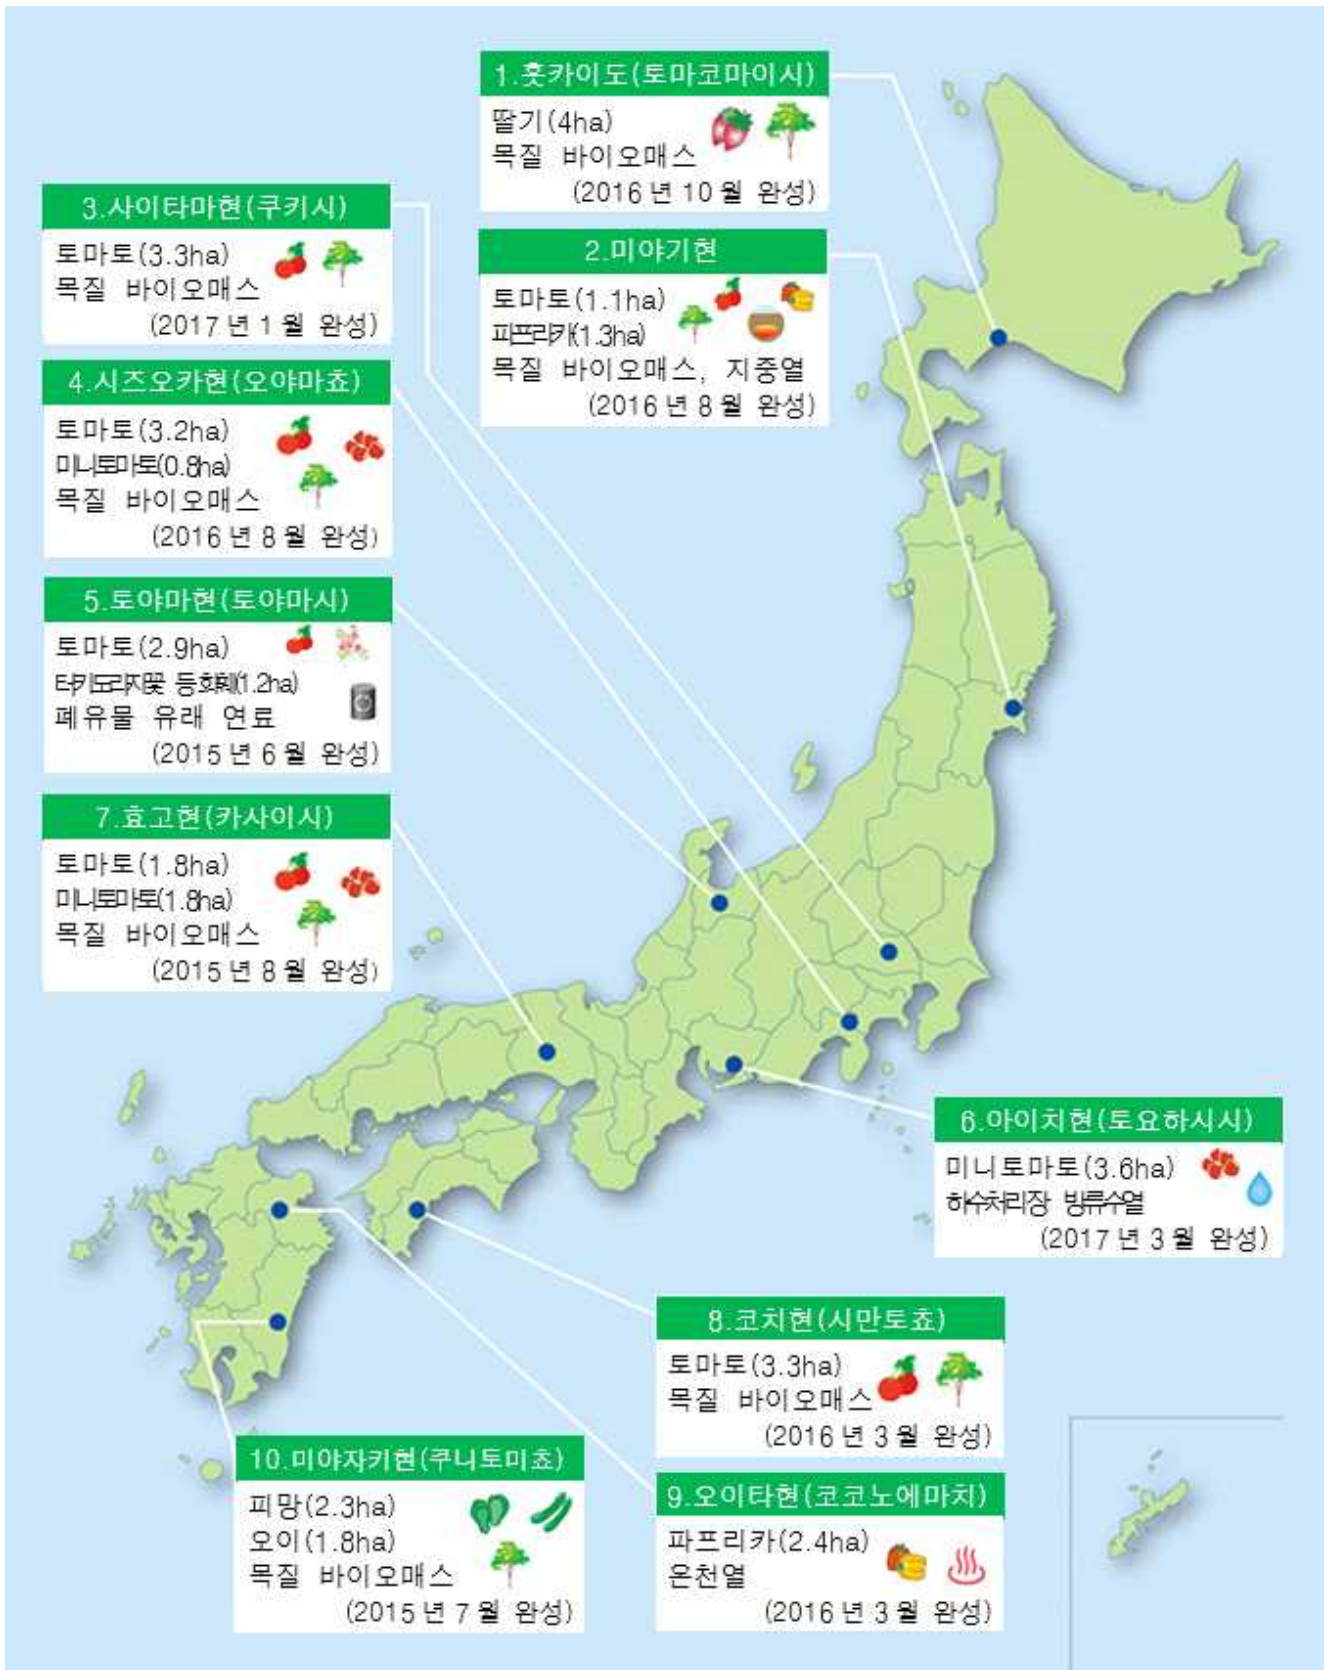 1.홋카이도(토마코마이시)
딸기(4ha)
목질 바이오매스
(2016년 10월 완성)
2.미야기현
토마토(1.1ha)
파프리카(1.3ha)
목질 바이오매스, 지중열
(2016년 8월 완성)
3.사이타마현(쿠키시)
토마토(3.3ha)
목질 바이오매스
(2017년 1월 완성)
4.시즈오카현(오야마쵸)
토마토(3.2ha)
미니토마토(0.8ha)
목질 바이오매스
(2016년 8월 완성)
5.토야마현(토야마시)
토마토(2.9ha)
터키도라지꽃 등 화훼(1.2ha)
폐유물 유래 연료
(2015년 6월 완성)
7.효고현(카사이시)
토마토(1.8ha)
미니토마토(1.8ha)
목질 바이오매스
(2015년 8월 완성)
6.아이치현(토요하시시)
미니토마토(3.6ha)
하수처리장 방류수열
(2017년 3월 완성)
8.코치현(시만토쵸)
토마토(3.3ha)
목질 바이오매스
(2016년 3월 완성)
10.미야자키현(쿠니토미쵸)
피망(2.3ha)
오이(1.8ha)
목질 바이오매스
(2015년 7월 완성)
9.오이타현(코코노에마치)
파프리카(2.4ha)
온천열
(2016년 3월 완성)